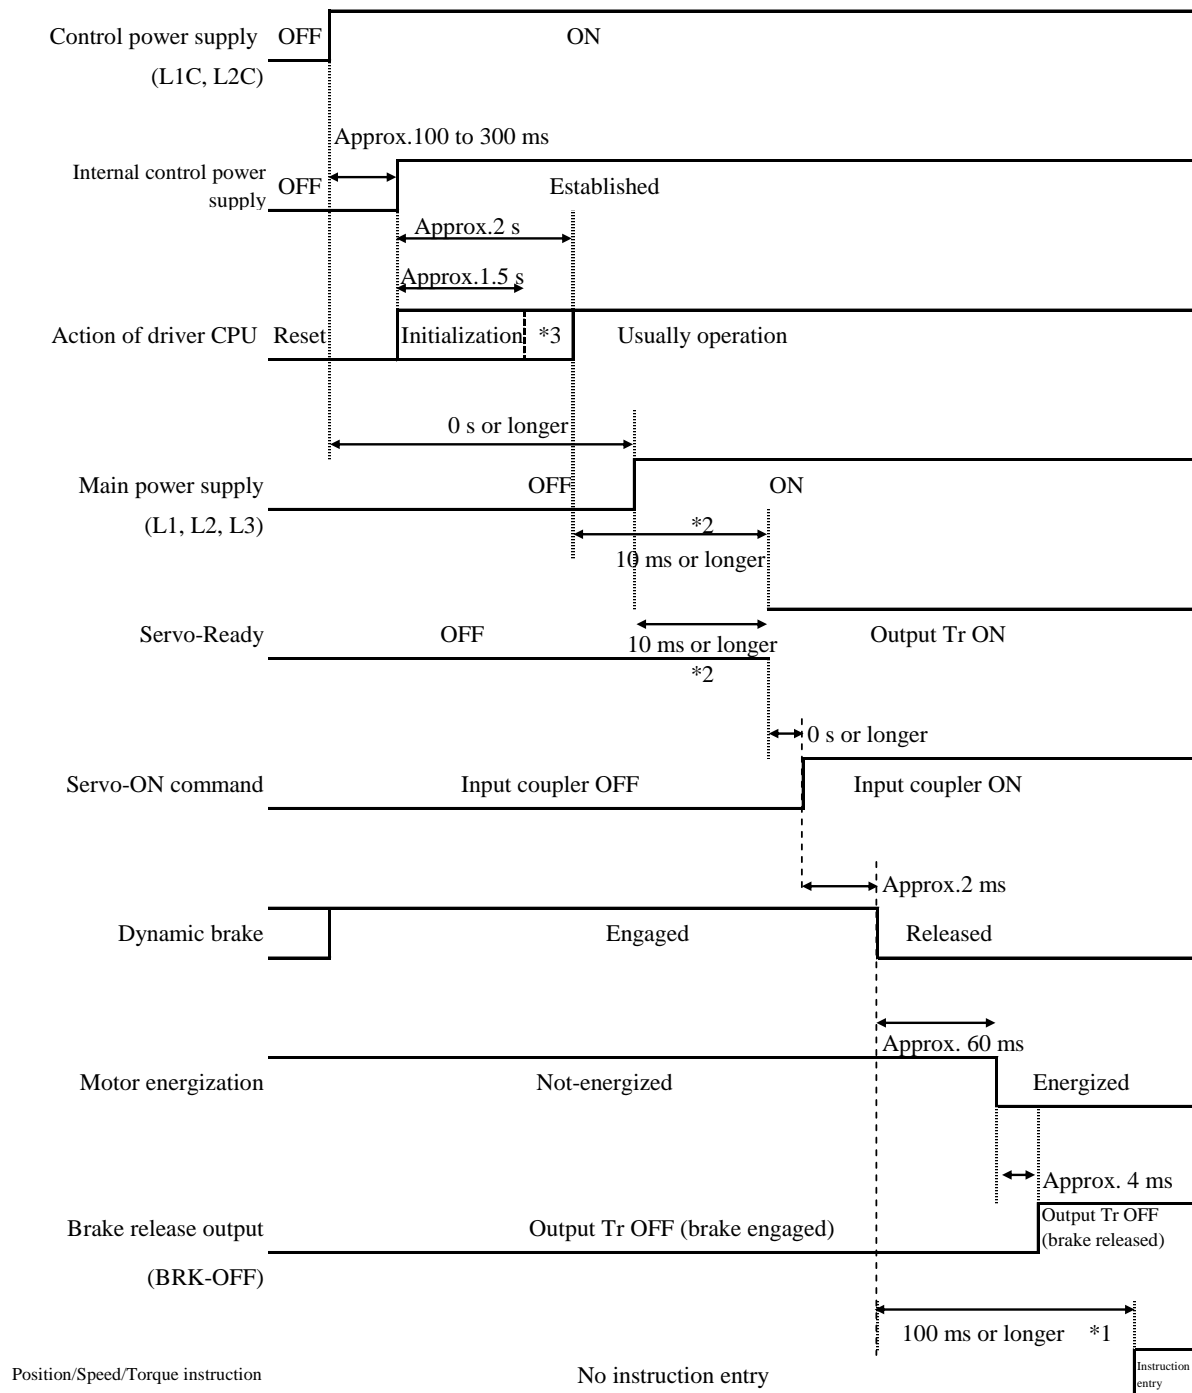 Control power supply OFF ON
(L1C, L2C)
Approx.100 to 300 ms
Internal control power
supply OFF Established
Approx.2 s
Approx.1.5 s
Action of driver CPU Reset Initialization *3 Usually operation
0 s or longer
Main power supply OFF ON
(L1, L2, L3)
*2
10 ms or longer
Servo-Ready OFF Output Tr ON
10 ms or longer
*2
0 s or longer
Servo-ON command Input coupler OFF Input coupler ON
Approx.2 ms
Dynamic brake Engaged Released
Approx. 60 ms
Motor energization Not-energized Energized
Approx. 4 ms
Brake release output Output Tr OFF (brake engaged) Output Tr OFF
(brake released)
(BRK-OFF)
100 ms or longer *1
Position/Speed/Torque instruction No instruction entry Instruction
entry